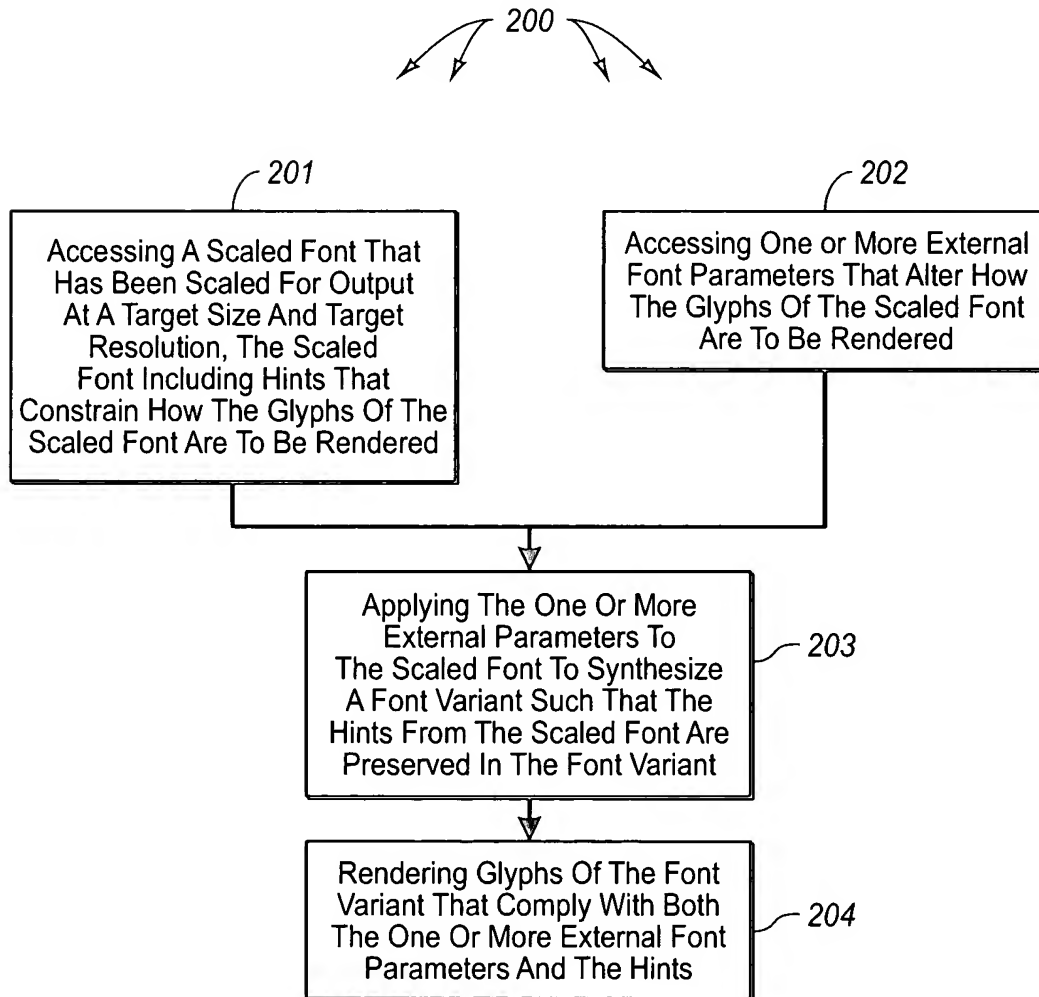 200
201
Accessing A Scaled Font That
Has Been Scaled For Output
At A Target Size And Target
Resolution, The Scaled
Font Including Hints That
Constrain How The Glyphs Of The
Scaled Font Are To Be Rendered
202
Accessing One or More External
Font Parameters That Alter How
The Glyphs Of The Scaled Font
Are To Be Rendered
Applying The One Or More
External Parameters To
The Scaled Font To Synthesize
A Font Variant Such That The
Hints From The Scaled Font Are
Preserved In The Font Variant
203
Rendering Glyphs Of The Font
Variant That Comply With Both
The One Or More External Font
Parameters And The Hints
204